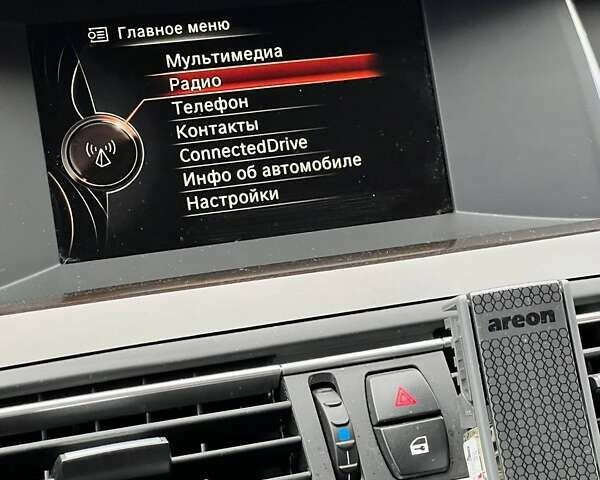 Главное меню
Мультимедиа
Радио
Телефон
Контакты
ConnectedDrive
Инфо об автомобиле
Настройки
areon